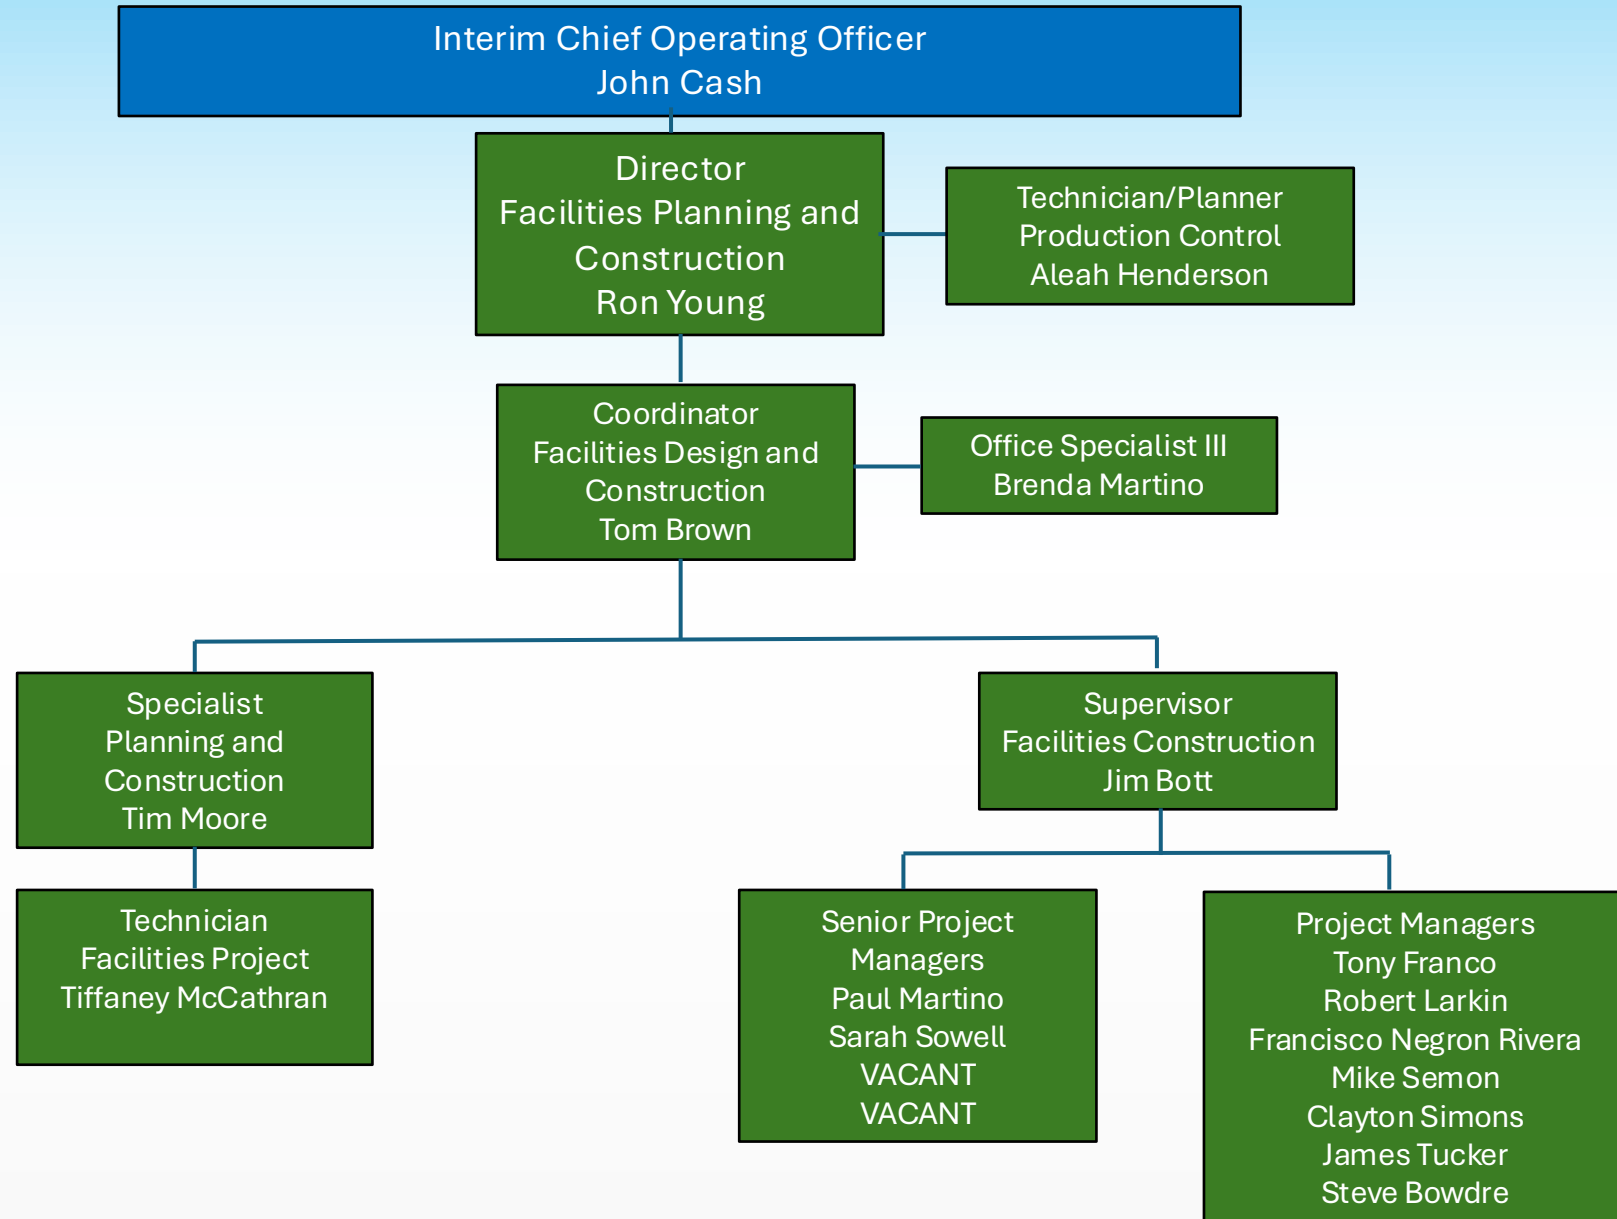 Interim Chief Operating Officer
John Cash
Director
Facilities Planning and
Construction
Ron Young
Technician/Planner
Production Control
Aleah Henderson
Coordinator
Facilities Design and
Construction
Tom Brown
Office Specialist III
Brenda Martino
Specialist
Planning and
Construction
Tim Moore
Supervisor
Facilities Construction
Jim Bott
Technician
Facilities Project
Tiffaney McCathran
Senior Project
Managers
Paul Martino
Sarah Sowell
VACANT
VACANT
Project Managers
Tony Franco
Robert Larkin
Francisco Negron Rivera
Mike Semon
Clayton Simons
James Tucker
Steve Bowdre